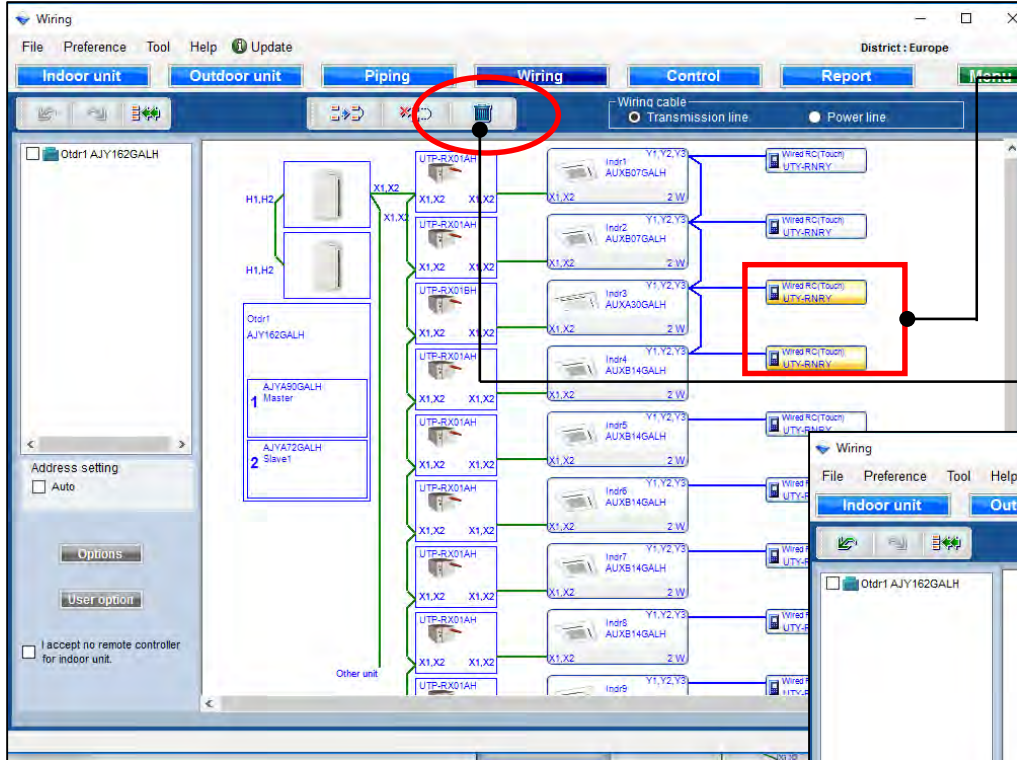 Wiring
File Preference Tool Help Update
District : Europe
Indoor unit Outdoor unit Piping Wiring Control Report Menu
Wiring cable
Transmission line Power line
Otdr1 AJY162GALH
Address setting
Auto
Options
User option
I accept no remote controller
for indoor unit.
H1,H2
X1,X2
X1,X2
H1,H2
Otdr1
AJY162GALH
AJYA90GALH
1 Master
AJYA72GALH
2 Slave1
Other unit
UTP-RX01AH
X1,X2 X1,X2
Indr1 Y1,Y2,Y3
AUXB07GALH
X1,X2 2 W
Wired RC(Touch)
UTY-RNRY
UTP-RX01AH
X1,X2 X1,X2
Indr2 Y1,Y2,Y3
AUXB07GALH
X1,X2 2 W
Wired RC(Touch)
UTY-RNRY
UTP-RX01BH
X1,X2 X1,X2
Indr3 Y1,Y2,Y3
AUXA30GALH
X1,X2 2 W
Wired RC(Touch)
UTY-RNRY
UTP-RX01AH
X1,X2 X1,X2
Indr4 Y1,Y2,Y3
AUXB14GALH
X1,X2 2 W
Wired RC(Touch)
UTY-RNRY
UTP-RX01AH
X1,X2 X1,X2
Indr5 Y1,Y2,Y3
AUXB14GALH
X1,X2 2 W
Wired RC(Touch)
UTY-RNRY
UTP-RX01AH
X1,X2 X1,X2
Indr6 Y1,Y2,Y3
AUXB14GALH
X1,X2 2 W
Wired
UTY-
UTP-RX01AH
X1,X2 X1,X2
Indr7 Y1,Y2,Y3
AUXB14GALH
X1,X2 2 W
Wired
UTY-
UTP-RX01AH
X1,X2 X1,X2
Indr8 Y1,Y2,Y3
AUXB14GALH
X1,X2 2 W
Wired
UTY-
UTP-RX01AH
Indr9 Y1,Y2,Y3
Wired
Wiring
File Preference Tool Help
Indoor unit Out
Otdr1 AJY162GALH